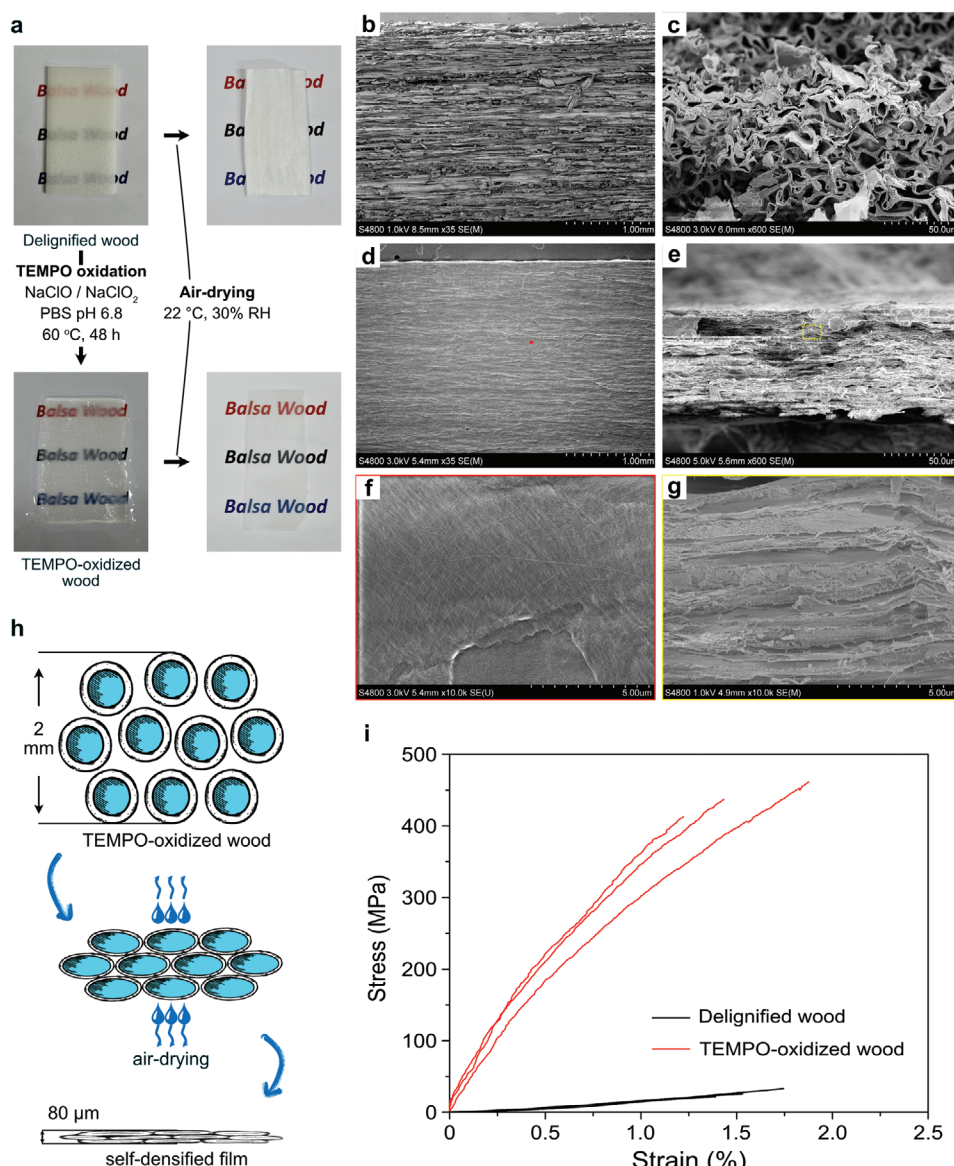 a
Balsa Wood
Balsa Wood
Balsa Wood
Balsa Wood
Balsa Wood
Balsa Wood
Delignified wood
TEMPO oxidation
NaClO / NaClO₂
PBS pH 6.8
60 °C, 48 h
Air-drying
22 °C, 30% RH
Balsa Wood
Balsa Wood
Balsa Wood
Balsa Wood
Balsa Wood
Balsa Wood
TEMPO-oxidized
wood
b
S4800 1.0kV 8.5mm x35 SE(M)
1.00mm
c
S4800 3.0kV 6.0mm x600 SE(M)
50.0um
d
S4800 3.0kV 5.4mm x35 SE(M)
1.00mm
e
S4800 5.0kV 5.6mm x600 SE(M)
50.0um
f
S4800 3.0kV 5.4mm x10.0k SE(U)
5.00um
g
S4800 1.0kV 4.9mm x10.0k SE(M)
5.00um
h
2
mm
TEMPO-oxidized wood
air-drying
80 µm
self-densified film
i
Stress (MPa)
500
400
300
200
100
0
Delignified wood
TEMPO-oxidized wood
0
0.5
1.0
1.5
2.0
2.5
Strain (%)